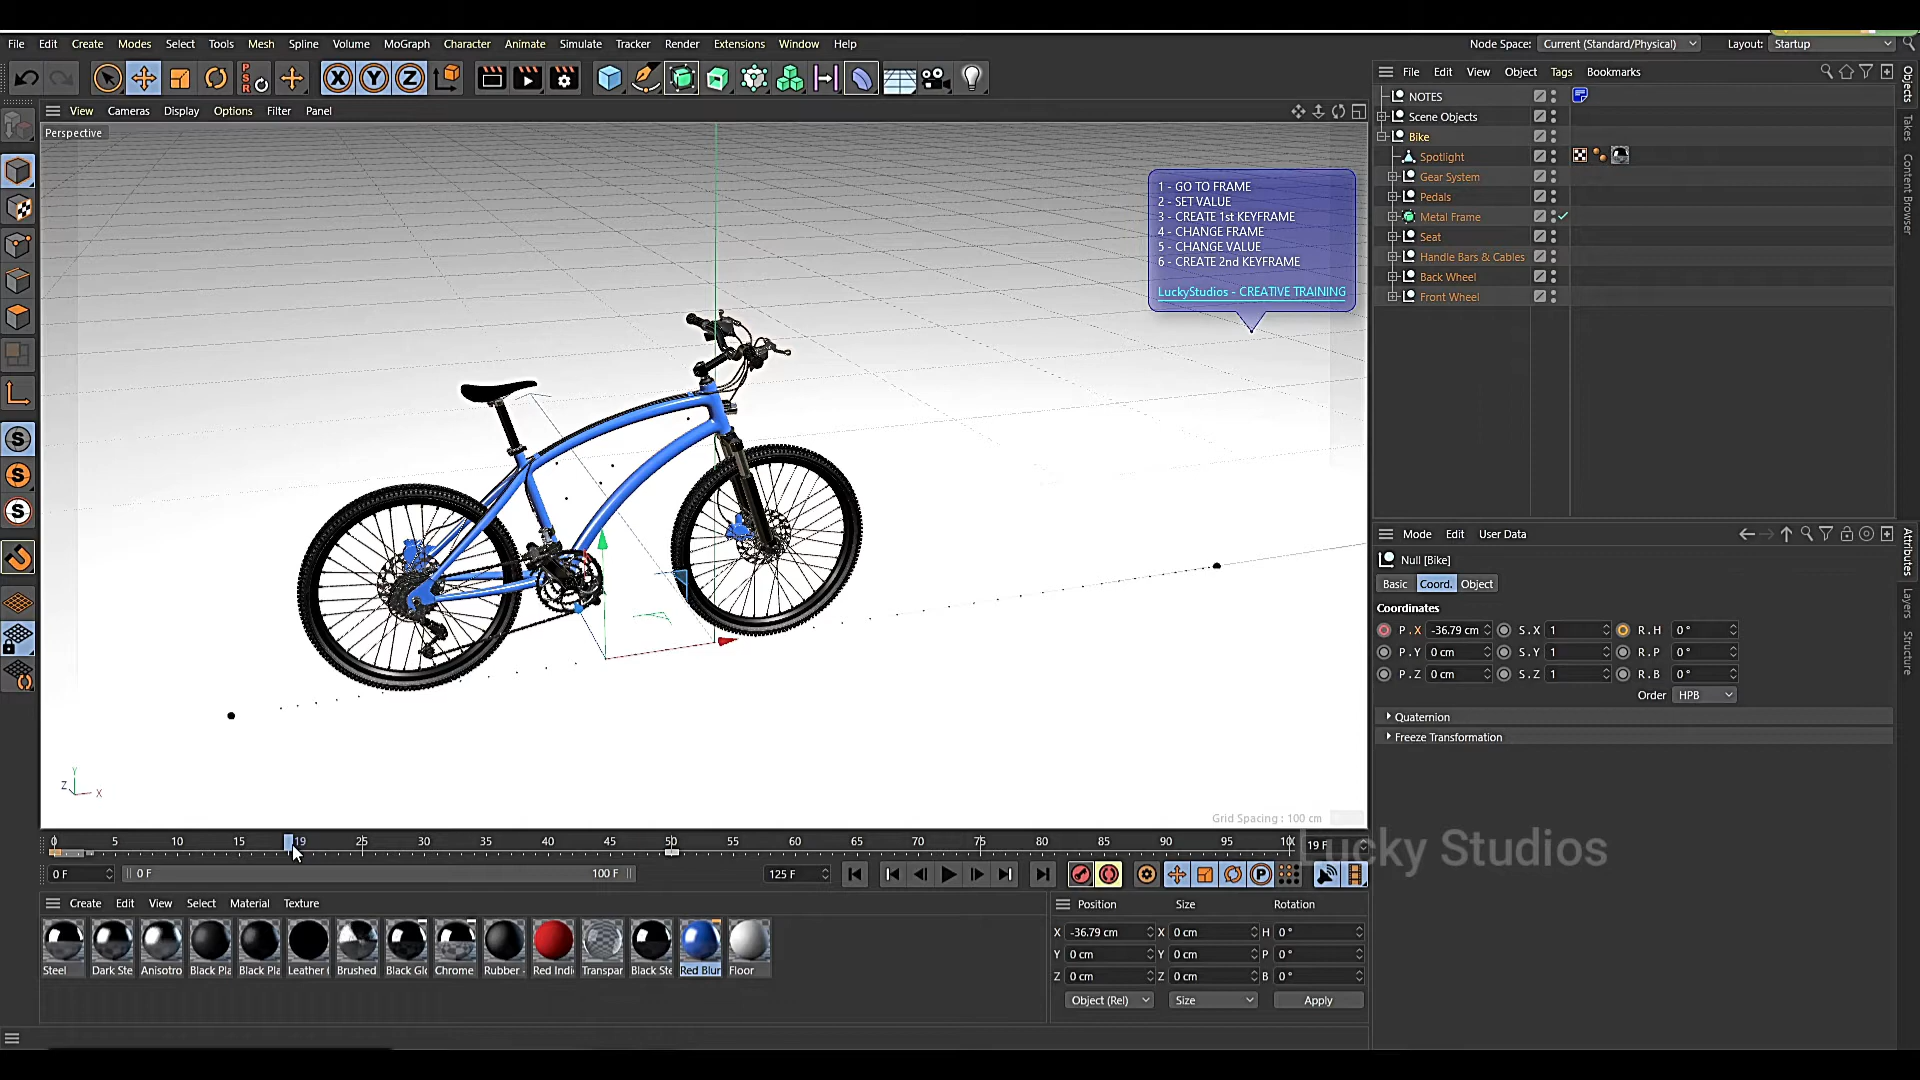 File Edit Create Modes Select Tools Mesh Spline Volume MoGraph Character Animate Simulate Tracker Render Extensions Window Help
Node Space: Current (Standard/Physical) Layout: Startup
PSR X Y Z
File Edit View Object Tags Bookmarks
View Cameras Display Options Filter Panel
Perspective
NOTES
Scene Objects
Bike
Spotlight
Gear System
Pedals
Metal Frame
Seat
Handle Bars & Cables
Back Wheel
Front Wheel
Objects
Takes
Content Browser
1 - GO TO FRAME
2 - SET VALUE
3 - CREATE 1st KEYFRAME
4 - CHANGE FRAME
5 - CHANGE VALUE
6 - CREATE 2nd KEYFRAME
LuckyStudios - CREATIVE TRAINING
S
S
S
Mode Edit User Data
Null [Bike]
Basic Coord. Object
Coordinates
P.X -36.79 cm S.X 1 R.H 0°
P.Y 0 cm S.Y 1 R.P 0°
P.Z 0 cm S.Z 1 R.B 0°
Order HPB
Quaternion
Freeze Transformation
Attributes
Layers
Structure
Y
Z
X
Grid Spacing : 100 cm
0 5 10 15 19 25 30 35 40 45 50 55 60 65 70 75 80 85 90 95 19 F
Lucky Studios
0 F 0 F 100 F 125 F P
Create Edit View Select Material Texture
Steel Dark Ste Anisotro Black Pla Black Pla Leather Brushed Black Glo Chrome Rubber - Red Indi Transpar Black Ste Red Blur Floor
Position Size Rotation
X -36.79 cm X 0 cm H 0°
Y 0 cm Y 0 cm P 0°
Z 0 cm Z 0 cm B 0°
Object (Rel) Size Apply